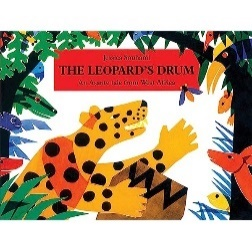 Jessica Souhami
THE LEOPARD'S DRUM
An Asante Tale from West Africa